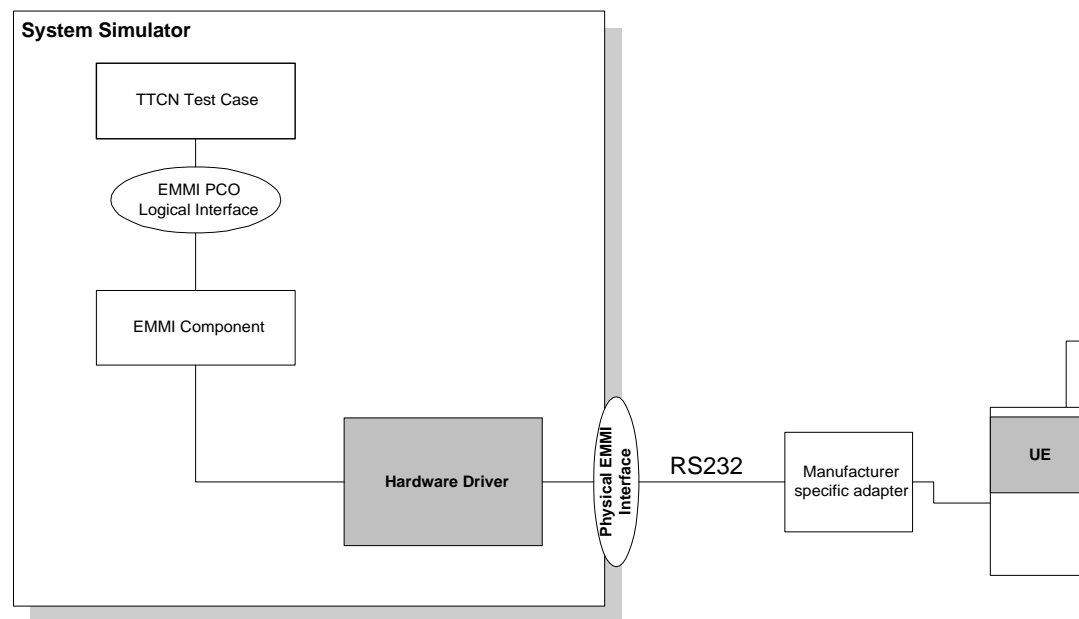 System Simulator
TTCN Test Case
EMMI PCO
Logical Interface
EMMI Component
Hardware Driver
Physical EMMI
Interface
RS232
Manufacturer
specific adapter
UE